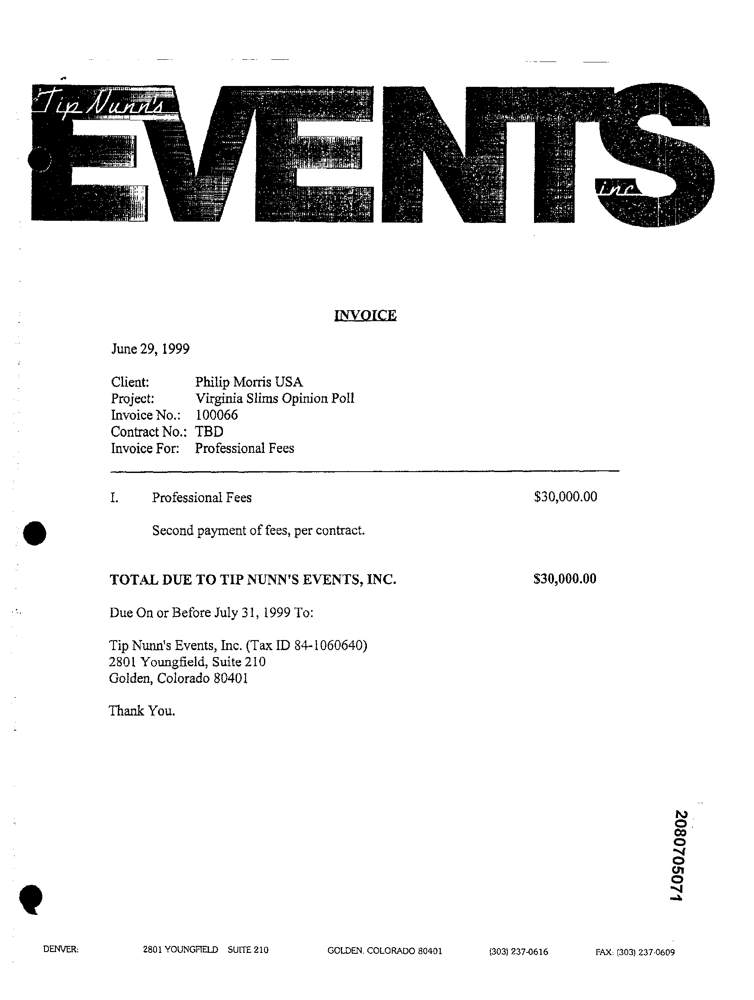 Tip Nunn's
EVENTS
inc.
INVOICE
June 29, 1999
Client: Philip Morris USA
Project: Virginia Slims Opinion Poll
Invoice No.: 100066
Contract No.: TBD
Invoice For: Professional Fees
I. Professional Fees $30,000.00
Second payment of fees, per contract.
TOTAL DUE TO TIP NUNN'S EVENTS, INC. $30,000.00
Due On or Before July 31, 1999 To:
Tip Nunn's Events, Inc. (Tax ID 84-1060640)
2801 Youngfield, Suite 210
Golden, Colorado 80401
Thank You.
2080705071
DENVER: 2801 YOUNGFIELD SUITE 210 GOLDEN, COLORADO 80401 (303) 237-0616 FAX: (303) 237-0609